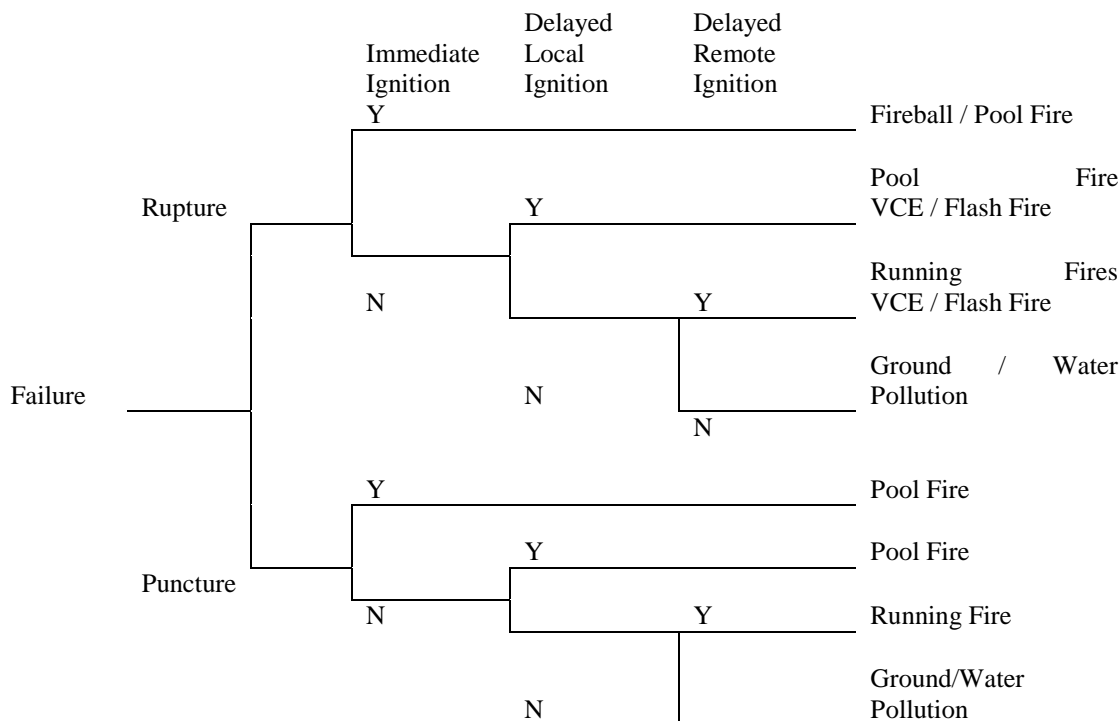 Immediate
Ignition
Delayed
Local
Ignition
Delayed
Remote
Ignition
Y
Fireball / Pool Fire
Rupture
Y
Pool Fire
VCE / Flash Fire
N
Y
Running Fires
VCE / Flash Fire
Failure
N
N
Ground / Water
Pollution
Y
Pool Fire
Puncture
Y
Pool Fire
N
Y
Running Fire
N
Ground/Water
Pollution